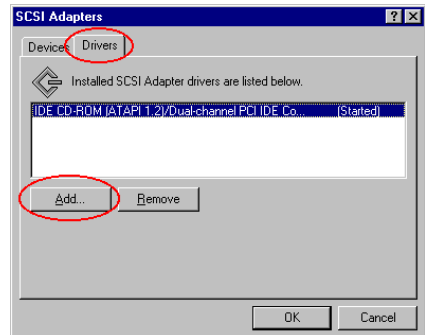 SCSI Adapters
Devices Drivers
Installed SCSI Adapter drivers are listed below.
IDE CD-ROM (ATAPI 1.2)/Dual-channel PCI IDE Co... (Started)
Add... Remove
OK Cancel